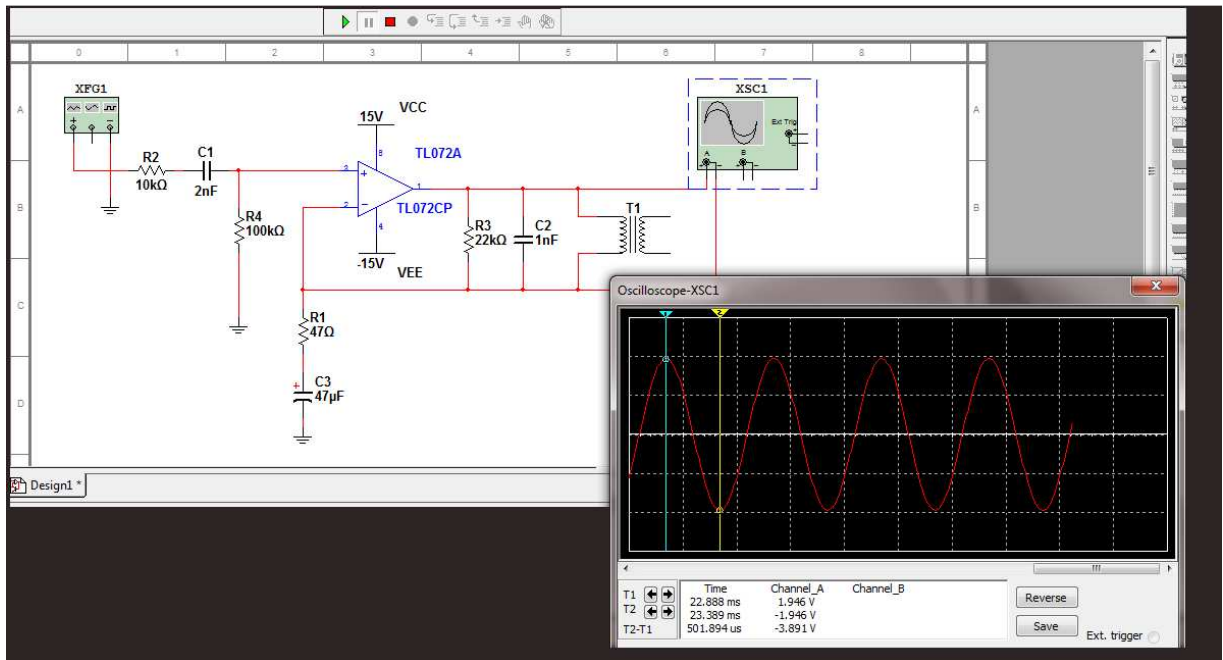 0 1 2 3 4 5 6 7 8
A A
B B
C
D
XFG1
R2
10kΩ
C1
2nF
R4
100kΩ
15V VCC
TL072A
TL072CP
3
2
8
4
1
-15V
VEE
R3
22kΩ
C2
1nF
T1
XSC1
Ext Trig
A B
R1
47Ω
C3
47µF
Design1 *
Oscilloscope-XSC1
1 2
Time Channel_A Channel_B
T1 22.888 ms 1.946 V
T2 23.389 ms -1.946 V
T2-T1 501.894 us -3.891 V
Reverse
Save
Ext. trigger